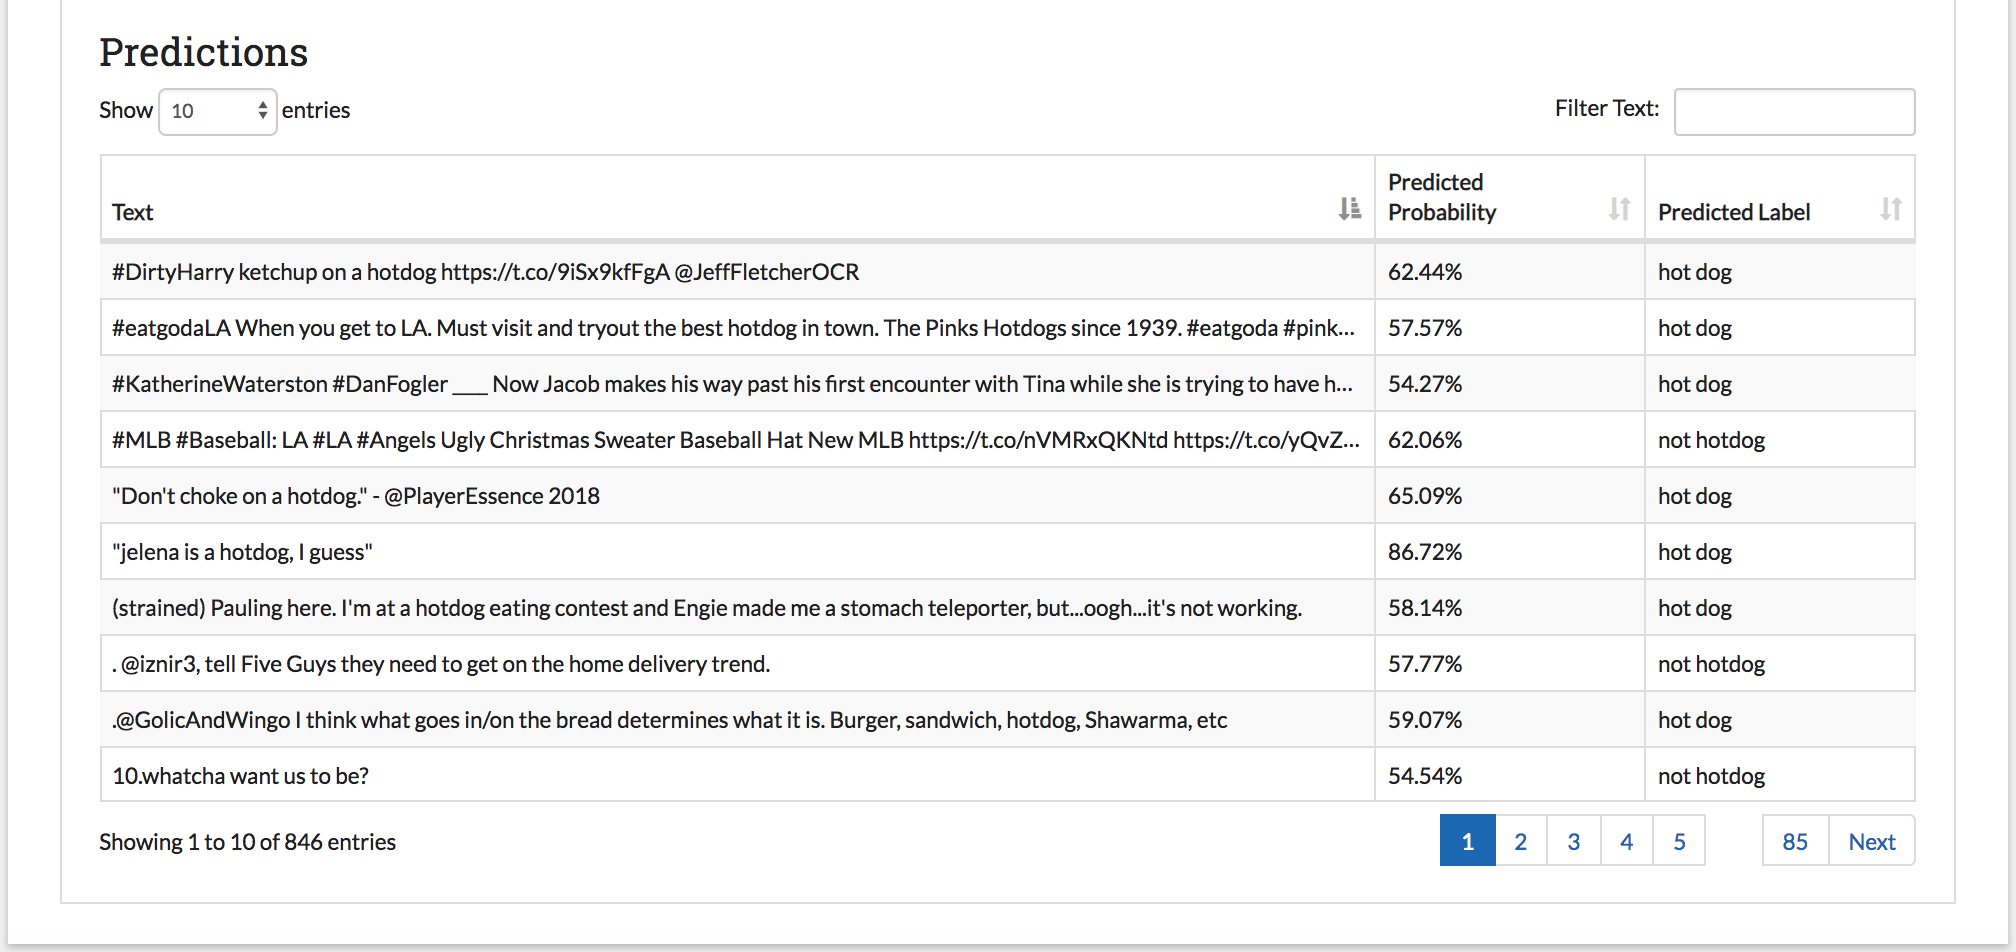 Predictions
Show 10 entries
Filter Text:
Text
Predicted Probability
Predicted Label
#DirtyHarry ketchup on a hotdog https://t.co/9iSx9kfFgA @JeffFletcherOCR 62.44% hot dog
#eatgodaLA When you get to LA. Must visit and tryout the best hotdog in town. The Pinks Hotdogs since 1939. #eatgoda #pink... 57.57% hot dog
#KatherineWaterston #DanFogler ___ Now Jacob makes his way past his first encounter with Tina while she is trying to have h... 54.27% hot dog
#MLB #Baseball: LA #LA #Angels Ugly Christmas Sweater Baseball Hat New MLB https://t.co/nVMRxQKNtd https://t.co/yQvZ... 62.06% not hotdog
"Don't choke on a hotdog." - @PlayerEssence 2018 65.09% hot dog
"jelena is a hotdog, I guess" 86.72% hot dog
(strained) Pauling here. I'm at a hotdog eating contest and Engie made me a stomach teleporter, but...oogh...it's not working. 58.14% hot dog
. @iznir3, tell Five Guys they need to get on the home delivery trend. 57.77% not hotdog
.@GolicAndWingo I think what goes in/on the bread determines what it is. Burger, sandwich, hotdog, Shawarma, etc 59.07% hot dog
10.whatcha want us to be? 54.54% not hotdog
Showing 1 to 10 of 846 entries
1 2 3 4 5 85 Next